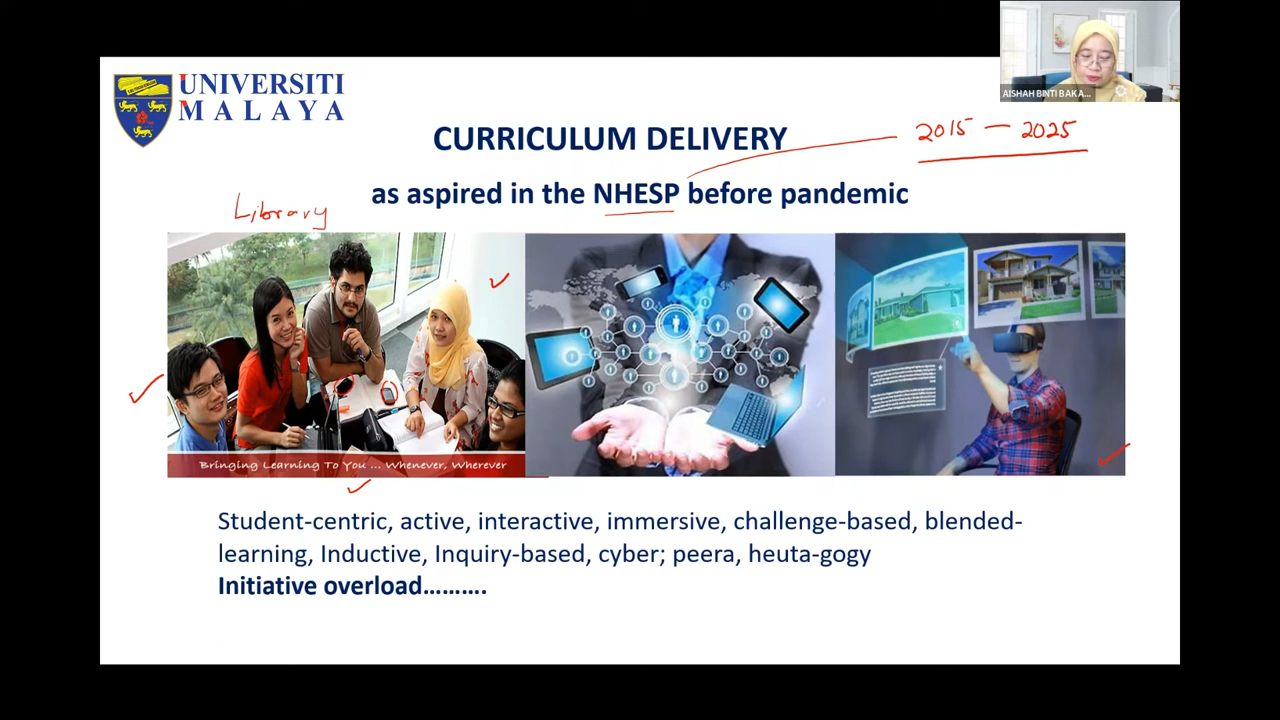 UNIVERSITI
MALAYA
AISHAH BINTI BAKA...
CURRICULUM DELIVERY
2015 – 2025
as aspired in the NHESP before pandemic
Library
Bringing Learning To You ... Whenever, Wherever
Student-centric, active, interactive, immersive, challenge-based, blended-
learning, Inductive, Inquiry-based, cyber; peera, heuta-gogy
Initiative overload..........